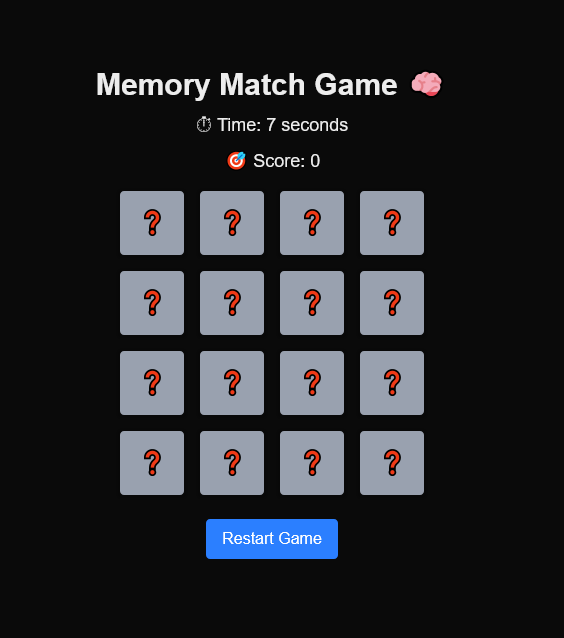 Memory Match Game 🧠
⏱ Time: 7 seconds
🎯 Score: 0
❓ ❓ ❓ ❓
❓ ❓ ❓ ❓
❓ ❓ ❓ ❓
❓ ❓ ❓ ❓
Restart Game